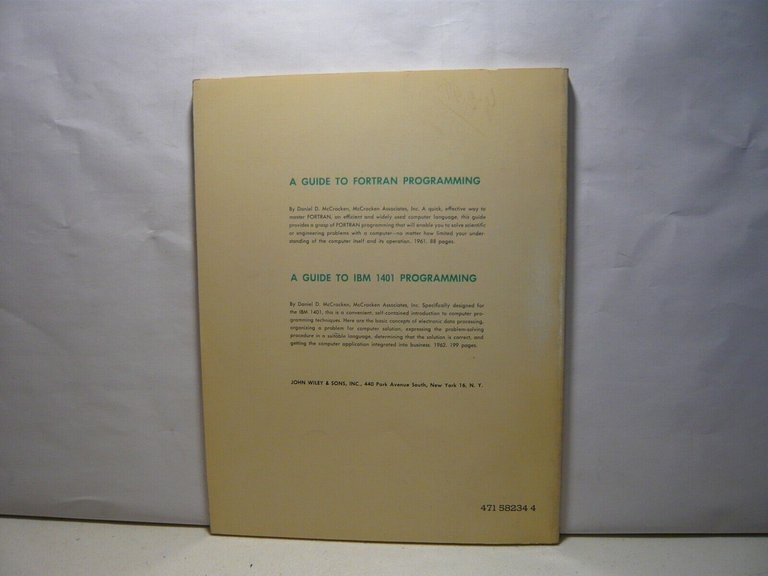 A GUIDE TO FORTRAN PROGRAMMING
By Daniel D. McCracken, McCracken Associates, Inc. A quick, effective way to
master FORTRAN, an efficient and widely used computer language, this guide
provides a grasp of FORTRAN programming that will enable you to solve scientific
or engineering problems with a computer—no matter how limited your under-
standing of the computer itself and its operation. 1961. 88 pages.
A GUIDE TO IBM 1401 PROGRAMMING
By Daniel D. McCracken, McCracken Associates, Inc. Specifically designed for
the IBM 1401, this is a convenient, self-contained introduction to computer pro-
gramming techniques. Here are the basic concepts of electronic data processing,
organizing a problem for computer solution, expressing the problem-solving
procedure in a suitable language, determining that the solution is correct, and
getting the computer application integrated into business. 1962. 199 pages.
JOHN WILEY & SONS, INC., 440 Park Avenue South, New York 16, N. Y.
471 58234 4